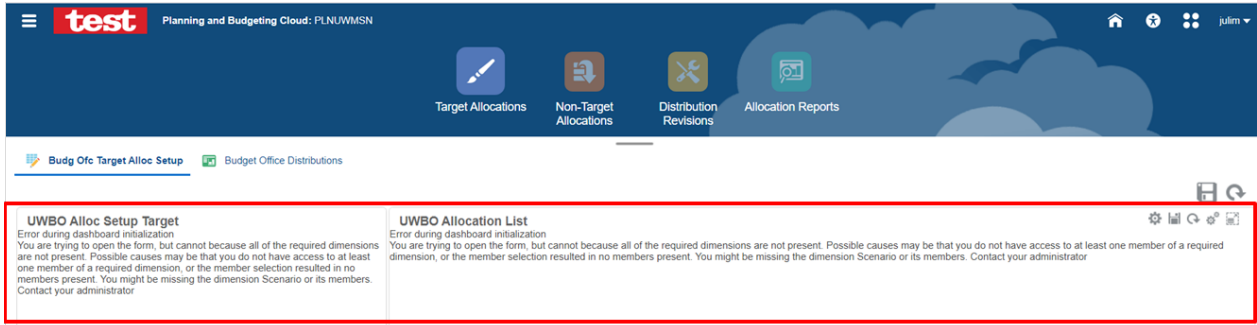 test
Planning and Budgeting Cloud: PLNUWMSN
julim
Target Allocations
Non-Target
Allocations
Distribution
Revisions
Allocation Reports
Budg Ofc Target Alloc Setup
Budget Office Distributions
UWBO Alloc Setup Target
Error during dashboard initialization
You are trying to open the form, but cannot because all of the required dimensions
are not present. Possible causes may be that you do not have access to at least
one member of a required dimension, or the member selection resulted in no
members present. You might be missing the dimension Scenario or its members.
Contact your administrator
UWBO Allocation List
Error during dashboard initialization
You are trying to open the form, but cannot because all of the required dimensions are not present. Possible causes may be that you do not have access to at least one member of a required
dimension, or the member selection resulted in no members present. You might be missing the dimension Scenario or its members. Contact your administrator